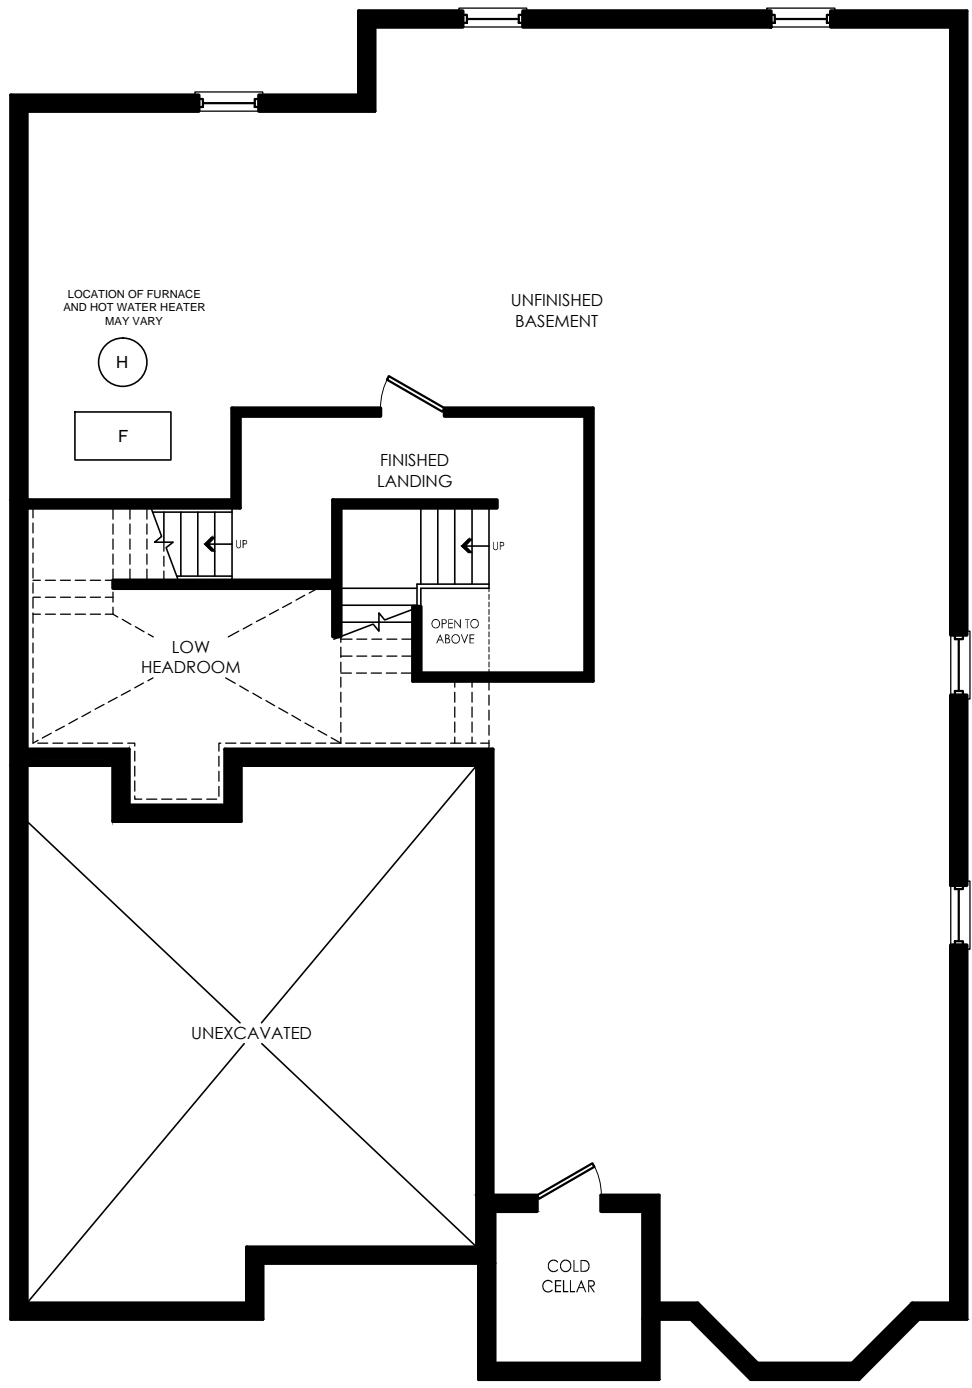 LOCATION OF FURNACE
AND HOT WATER HEATER
MAY VARY
H
F
UNFINISHED
BASEMENT
FINISHED
LANDING
UP
UP
OPEN TO
ABOVE
LOW
HEADROOM
UNEXCAVATED
COLD
CELLAR